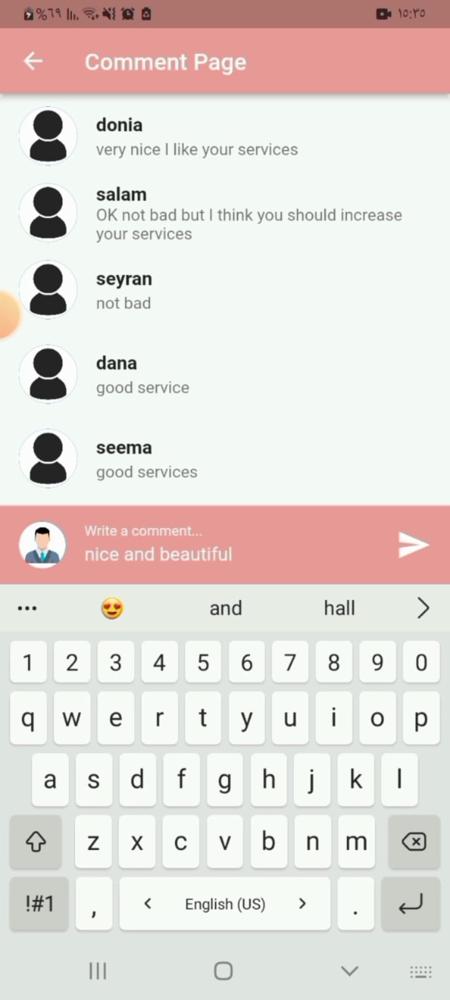 %٦٩ ١٥:٣٥
Comment Page
donia
very nice I like your services
salam
OK not bad but I think you should increase
your services
seyran
not bad
dana
good service
seema
good services
Write a comment...
nice and beautiful
😍 and hall
1 2 3 4 5 6 7 8 9 0
q w e r t y u i o p
a s d f g h j k l
z x c v b n m
!#1 , < English (US) > .